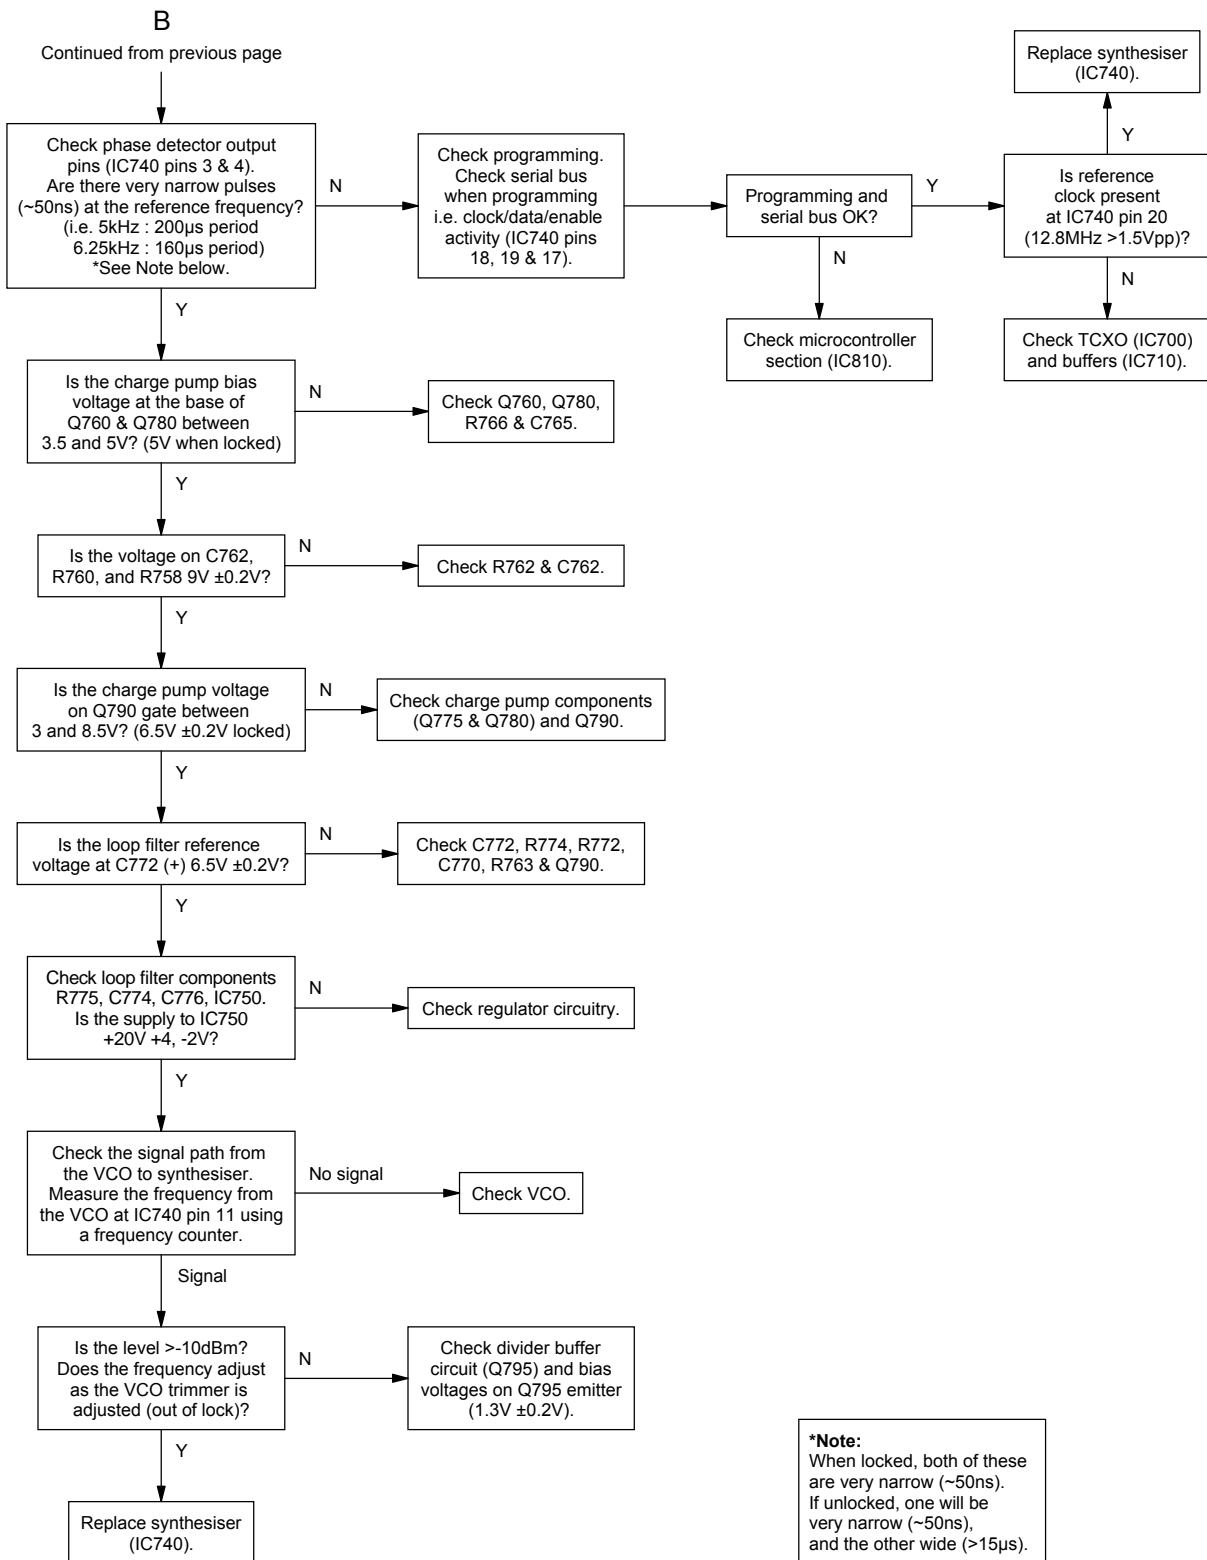 B
Continued from previous page
Check phase detector output
pins (IC740 pins 3 & 4).
Are there very narrow pulses
(~50ns) at the reference frequency?
(i.e. 5kHz : 200µs period
6.25kHz : 160µs period)
*See Note below.
N
Check programming.
Check serial bus
when programming
i.e. clock/data/enable
activity (IC740 pins
18, 19 & 17).
Programming and
serial bus OK?
Y
Is reference
clock present
at IC740 pin 20
(12.8MHz >1.5Vpp)?
Y
Replace synthesiser
(IC740).
N
Check microcontroller
section (IC810).
N
Check TCXO (IC700)
and buffers (IC710).
Y
Is the charge pump bias
voltage at the base of
Q760 & Q780 between
3.5 and 5V? (5V when locked)
N
Check Q760, Q780,
R766 & C765.
Y
Is the voltage on C762,
R760, and R758 9V ±0.2V?
N
Check R762 & C762.
Y
Is the charge pump voltage
on Q790 gate between
3 and 8.5V? (6.5V ±0.2V locked)
N
Check charge pump components
(Q775 & Q780) and Q790.
Y
Is the loop filter reference
voltage at C772 (+) 6.5V ±0.2V?
N
Check C772, R774, R772,
C770, R763 & Q790.
Y
Check loop filter components
R775, C774, C776, IC750.
Is the supply to IC750
+20V +4, -2V?
N
Check regulator circuitry.
Y
Check the signal path from
the VCO to synthesiser.
Measure the frequency from
the VCO at IC740 pin 11 using
a frequency counter.
No signal
Check VCO.
Signal
Is the level >-10dBm?
Does the frequency adjust
as the VCO trimmer is
adjusted (out of lock)?
N
Check divider buffer
circuit (Q795) and bias
voltages on Q795 emitter
(1.3V ±0.2V).
Y
Replace synthesiser
(IC740).
*Note:
When locked, both of these
are very narrow (~50ns).
If unlocked, one will be
very narrow (~50ns),
and the other wide (>15µs).